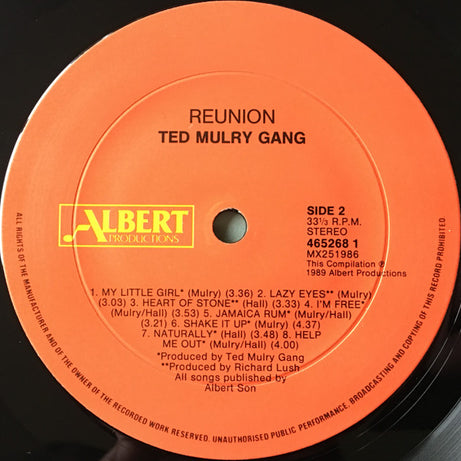 REUNION
TED MULRY GANG
ALBERT
PRODUCTIONS
SIDE 2
33⅓ R.P.M.
STEREO
465268 1
MX251986
This Compilation ℗
1989 Albert Productions
1. MY LITTLE GIRL* (Mulry) (3.36) 2. LAZY EYES** (Mulry)
(3.03) 3. HEART OF STONE** (Hall) (3.33) 4. I'M FREE*
(Mulry/Hall) (3.53) 5. JAMAICA RUM* (Mulry/Hall)
(3.21) 6. SHAKE IT UP* (Mulry) (4.37)
7. NATURALLY* (Hall) (3.48) 8. HELP
ME OUT* (Mulry/Hall) (4.00)
*Produced by Ted Mulry Gang
**Produced by Richard Lush
All songs published by
Albert Son
ALL RIGHTS OF THE MANUFACTURER AND OF THE OWNER OF THE RECORDED WORK RESERVED. UNAUTHORISED PUBLIC PERFORMANCE, BROADCASTING AND COPYING OF THIS RECORD PROHIBITED.